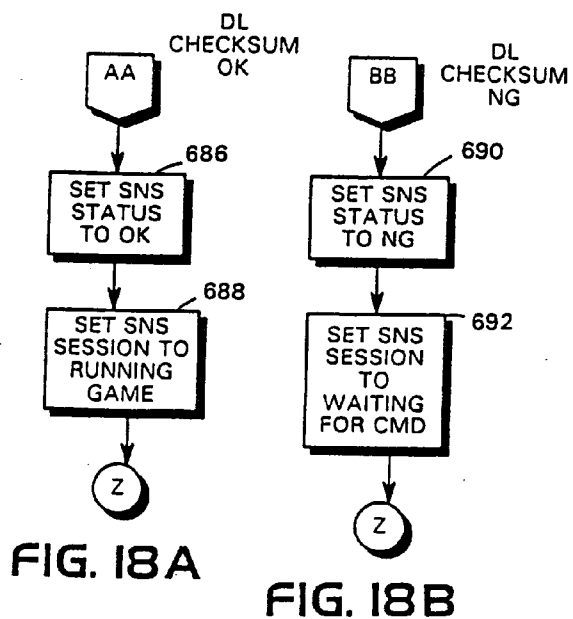 DL
CHECKSUM
OK
AA
686
SET SNS
STATUS
TO OK
688
SET SNS
SESSION TO
RUNNING
GAME
Z
FIG. 18A
DL
CHECKSUM
NG
BB
690
SET SNS
STATUS
TO NG
692
SET SNS
SESSION
TO
WAITING
FOR CMD
Z
FIG. 18B